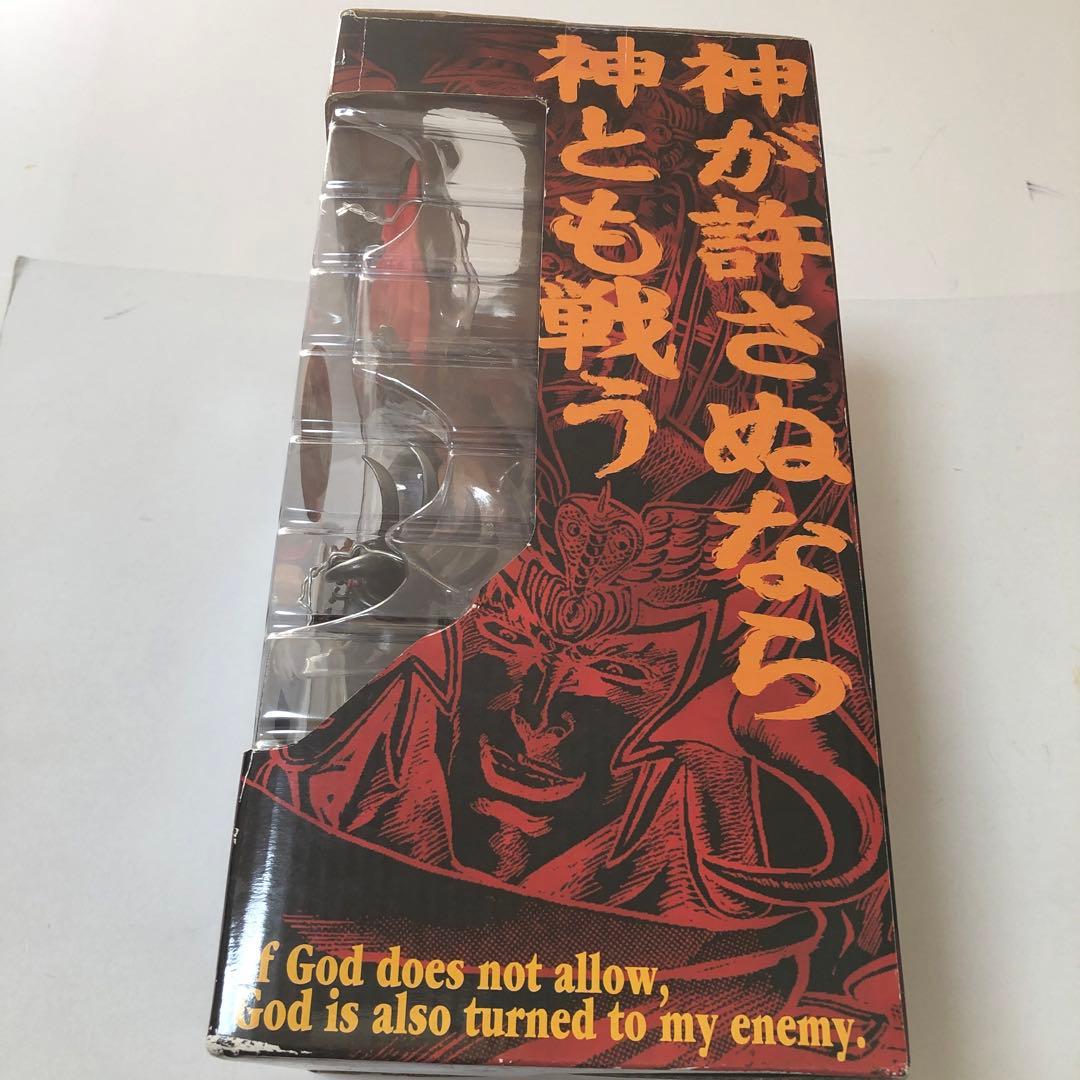 神が許さぬなら
神とも戦う
If God does not allow,
God is also turned to my enemy.